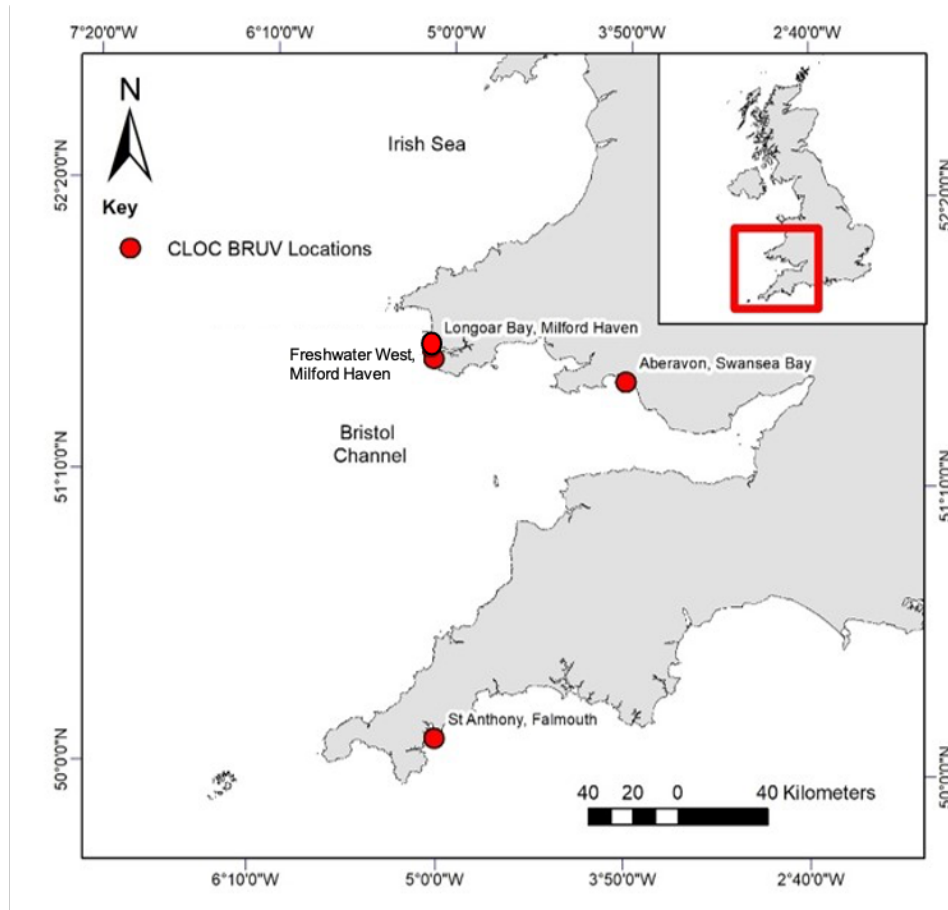 7°20'0"W 6°10'0"W 5°0'0"W 3°50'0"W 2°40'0"W
N
Irish Sea
52°20'0"N
52°20'0"N
Key
CLOC BRUV Locations
Longoar Bay, Milford Haven
Freshwater West,
Milford Haven
Aberavon, Swansea Bay
Bristol
Channel
51°10'0"N
51°10'0"N
St Anthony, Falmouth
50°0'0"N
50°0'0"N
40 20 0 40 Kilometers
6°10'0"W 5°0'0"W 3°50'0"W 2°40'0"W